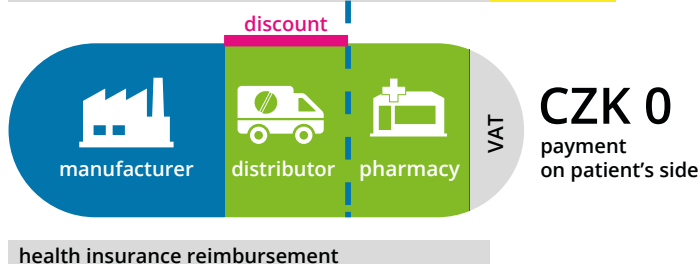 discount
manufacturer
distributor
pharmacy
VAT
CZK 0
payment
on patient's side
health insurance reimbursement